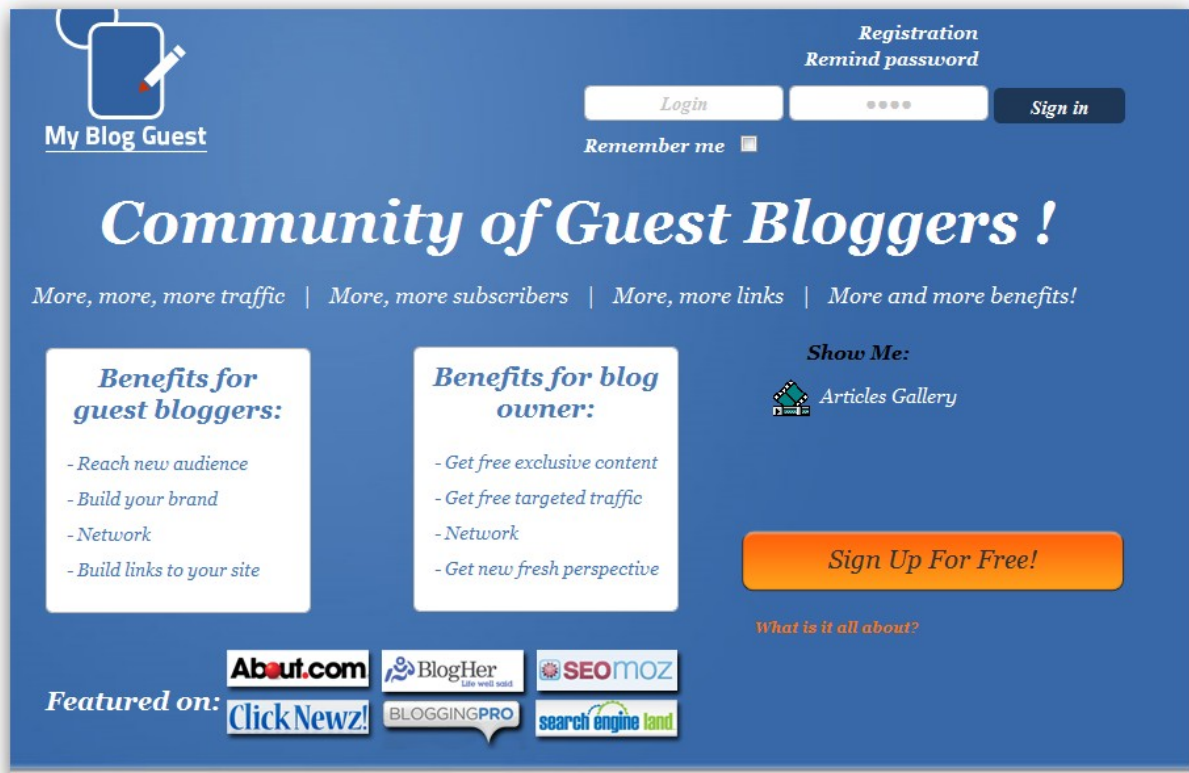 My Blog Guest
Registration
Remind password
Login
Sign in
Remember me
Community of Guest Bloggers !
More, more, more traffic | More, more subscribers | More, more links | More and more benefits!
Benefits for
guest bloggers:
- Reach new audience
- Build your brand
- Network
- Build links to your site
Benefits for blog
owner:
- Get free exclusive content
- Get free targeted traffic
- Network
- Get new fresh perspective
Show Me:
Articles Gallery
Sign Up For Free!
What is it all about?
Featured on:
About.com
BlogHer
Life well said
SEOmoz
ClickNewz!
BLOGGINGPRO
search engine land